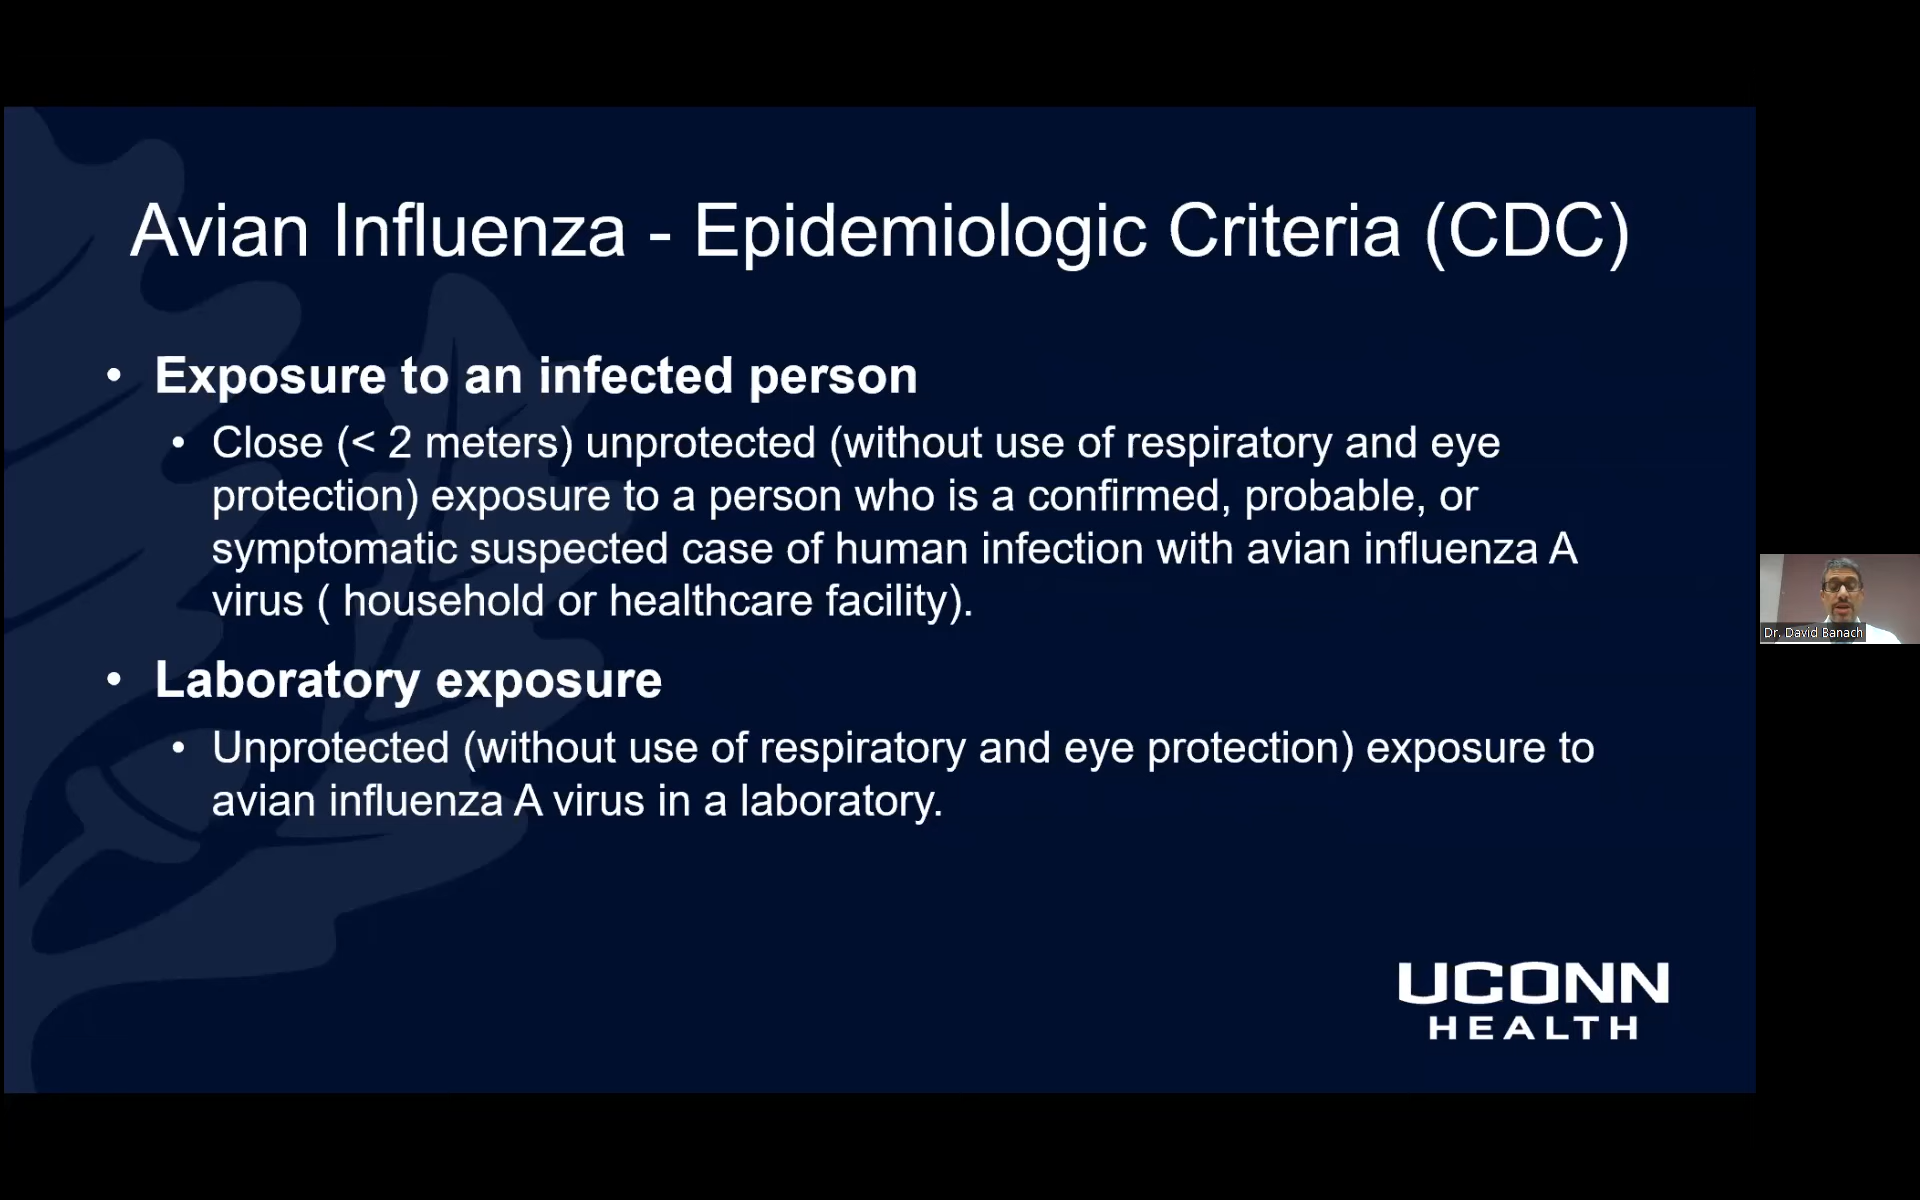 Avian Influenza - Epidemiologic Criteria (CDC)
• Exposure to an infected person
• Close (< 2 meters) unprotected (without use of respiratory and eye
protection) exposure to a person who is a confirmed, probable, or
symptomatic suspected case of human infection with avian influenza A
virus ( household or healthcare facility).
• Laboratory exposure
• Unprotected (without use of respiratory and eye protection) exposure to
avian influenza A virus in a laboratory.
UCONN
HEALTH
Dr. David Banach